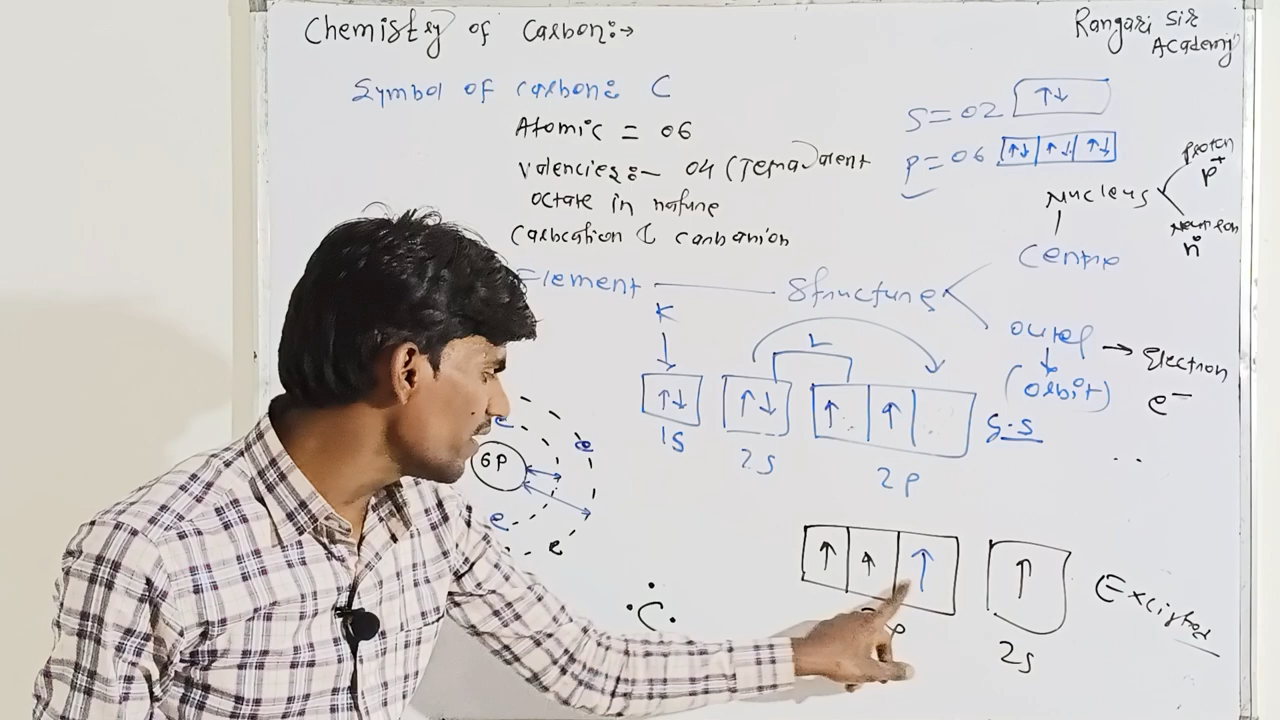 Chemistry of Carbon:→
Rangari Sir
Academy
Symbol of Carbon: C
Atomic = 06
Valencies:– 04 (Tetravalent
octate in nature
Carbcation & carbanion
S = 02 ↑↓
P = 06 ↑↓ ↑↓ ↑↓
Nucleus
Proton
P+
Neutron
n°
Centre
Element
Structure
K
L
outer
(orbit)
→ Electron
e–
↑↓ ↑↓ ↑ ↑ G.S
1S 2S 2P
6P
e
e
e
e
C
↑ ↑ ↑ ↑
P 2S